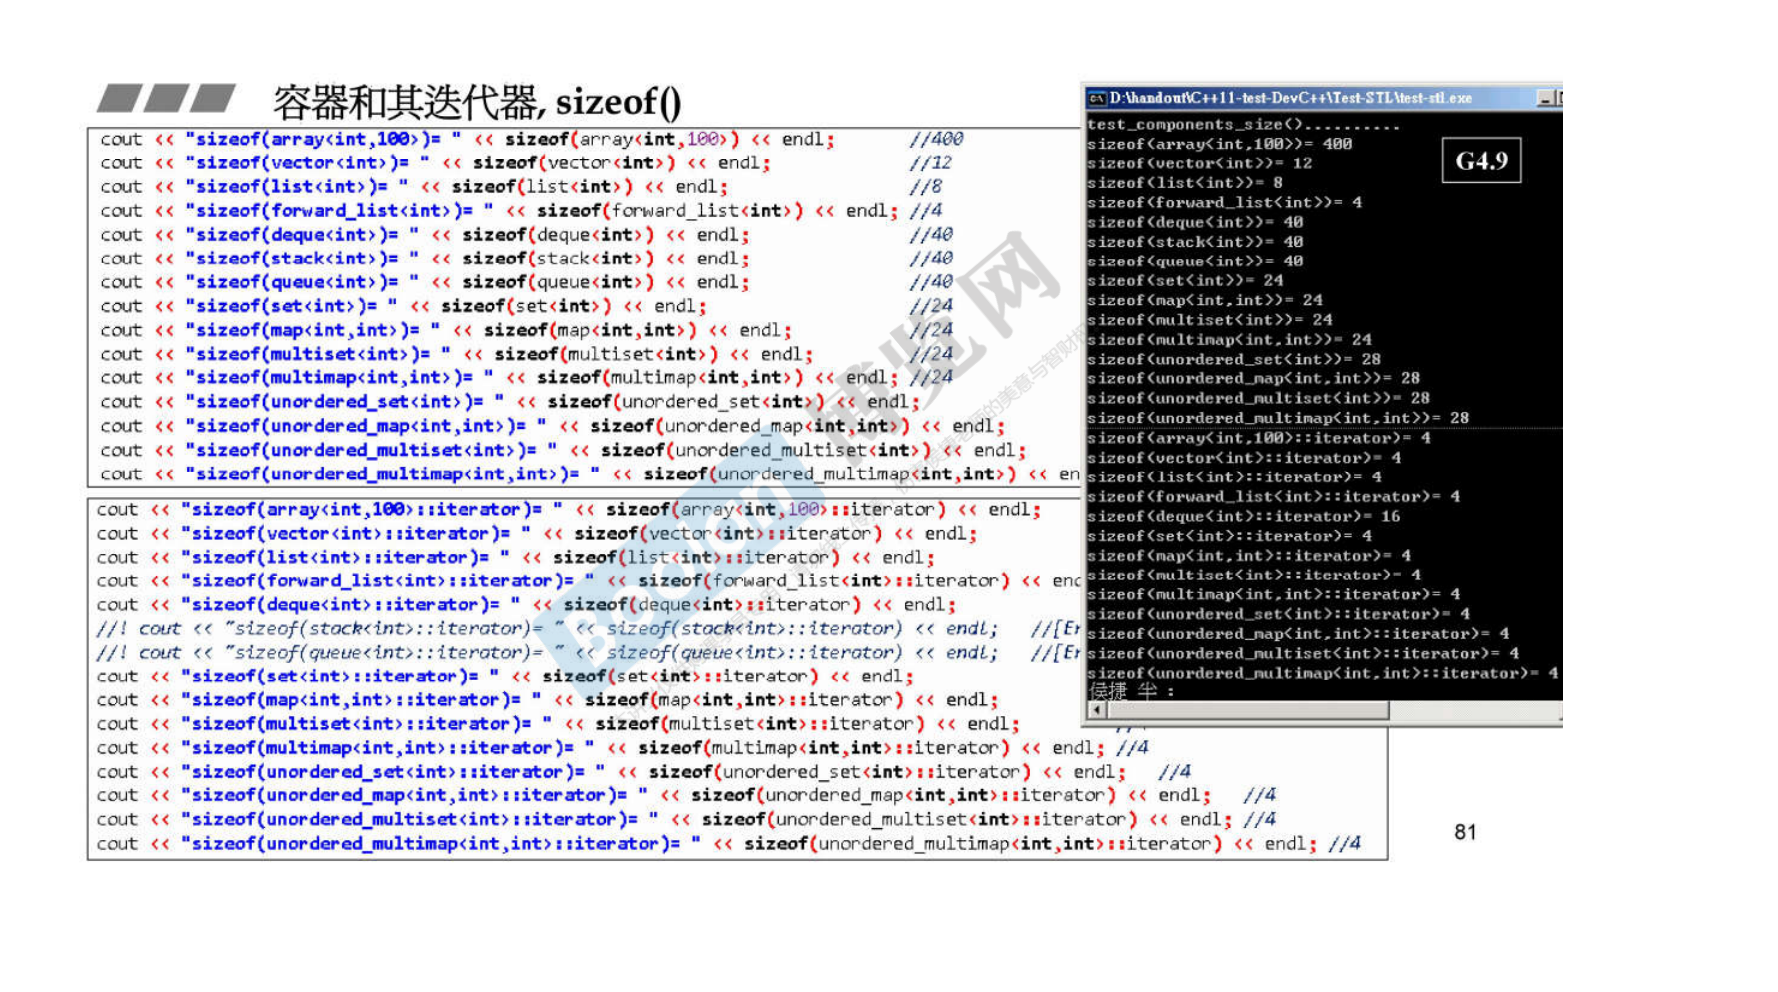 容器和其迭代器, sizeof()
cout << "sizeof(array<int,100>)= " << sizeof(array<int,100>) << endl; //400
cout << "sizeof(vector<int>)= " << sizeof(vector<int>) << endl; //12
cout << "sizeof(list<int>)= " << sizeof(list<int>) << endl; //8
cout << "sizeof(forward_list<int>)= " << sizeof(forward_list<int>) << endl; //4
cout << "sizeof(deque<int>)= " << sizeof(deque<int>) << endl; //40
cout << "sizeof(stack<int>)= " << sizeof(stack<int>) << endl; //40
cout << "sizeof(queue<int>)= " << sizeof(queue<int>) << endl; //40
cout << "sizeof(set<int>)= " << sizeof(set<int>) << endl; //24
cout << "sizeof(map<int,int>)= " << sizeof(map<int,int>) << endl; //24
cout << "sizeof(multiset<int>)= " << sizeof(multiset<int>) << endl; //24
cout << "sizeof(multimap<int,int>)= " << sizeof(multimap<int,int>) << endl; //24
cout << "sizeof(unordered_set<int>)= " << sizeof(unordered_set<int>) << endl;
cout << "sizeof(unordered_map<int,int>)= " << sizeof(unordered_map<int,int>) << endl;
cout << "sizeof(unordered_multiset<int>)= " << sizeof(unordered_multiset<int>) << endl;
cout << "sizeof(unordered_multimap<int,int>)= " << sizeof(unordered_multimap<int,int>) << en
cout << "sizeof(array<int,100>::iterator)= " << sizeof(array<int,100>::iterator) << endl;
cout << "sizeof(vector<int>::iterator)= " << sizeof(vector<int>::iterator) << endl;
cout << "sizeof(list<int>::iterator)= " << sizeof(list<int>::iterator) << endl;
cout << "sizeof(forward_list<int>::iterator)= " << sizeof(forward_list<int>::iterator) << enc
cout << "sizeof(deque<int>::iterator)= " << sizeof(deque<int>::iterator) << endl;
//! cout << "sizeof(stack<int>::iterator)= " << sizeof(stack<int>::iterator) << endl; //[Er
//! cout << "sizeof(queue<int>::iterator)= " << sizeof(queue<int>::iterator) << endl; //[Er
cout << "sizeof(set<int>::iterator)= " << sizeof(set<int>::iterator) << endl;
cout << "sizeof(map<int,int>::iterator)= " << sizeof(map<int,int>::iterator) << endl;
cout << "sizeof(multiset<int>::iterator)= " << sizeof(multiset<int>::iterator) << endl;
cout << "sizeof(multimap<int,int>::iterator)= " << sizeof(multimap<int,int>::iterator) << endl; //4
cout << "sizeof(unordered_set<int>::iterator)= " << sizeof(unordered_set<int>::iterator) << endl; //4
cout << "sizeof(unordered_map<int,int>::iterator)= " << sizeof(unordered_map<int,int>::iterator) << endl; //4
cout << "sizeof(unordered_multiset<int>::iterator)= " << sizeof(unordered_multiset<int>::iterator) << endl; //4
cout << "sizeof(unordered_multimap<int,int>::iterator)= " << sizeof(unordered_multimap<int,int>::iterator) << endl; //4
D:\handout\C++11-test-DevC++\Test-STL\test-stl.exe
test_components_size()..........
sizeof(array<int,100>)= 400
G4.9
sizeof(vector<int>)= 12
sizeof(list<int>)= 8
sizeof(forward_list<int>)= 4
sizeof(deque<int>)= 40
sizeof(stack<int>)= 40
sizeof(queue<int>)= 40
sizeof(set<int>)= 24
sizeof(map<int,int>)= 24
sizeof(multiset<int>)= 24
sizeof(multimap<int,int>)= 24
sizeof(unordered_set<int>)= 28
sizeof(unordered_map<int,int>)= 28
sizeof(unordered_multiset<int>)= 28
sizeof(unordered_multimap<int,int>)= 28
sizeof(array<int,100>::iterator)= 4
sizeof(vector<int>::iterator)= 4
sizeof(list<int>::iterator)= 4
sizeof(forward_list<int>::iterator)= 4
sizeof(deque<int>::iterator)= 16
sizeof(set<int>::iterator)= 4
sizeof(map<int,int>::iterator)= 4
sizeof(multiset<int>::iterator)= 4
sizeof(multimap<int,int>::iterator)= 4
sizeof(unordered_set<int>::iterator)= 4
sizeof(unordered_map<int,int>::iterator)= 4
sizeof(unordered_multiset<int>::iterator)= 4
sizeof(unordered_multimap<int,int>::iterator)= 4
侯捷 半 :
Boolan
博览网
81